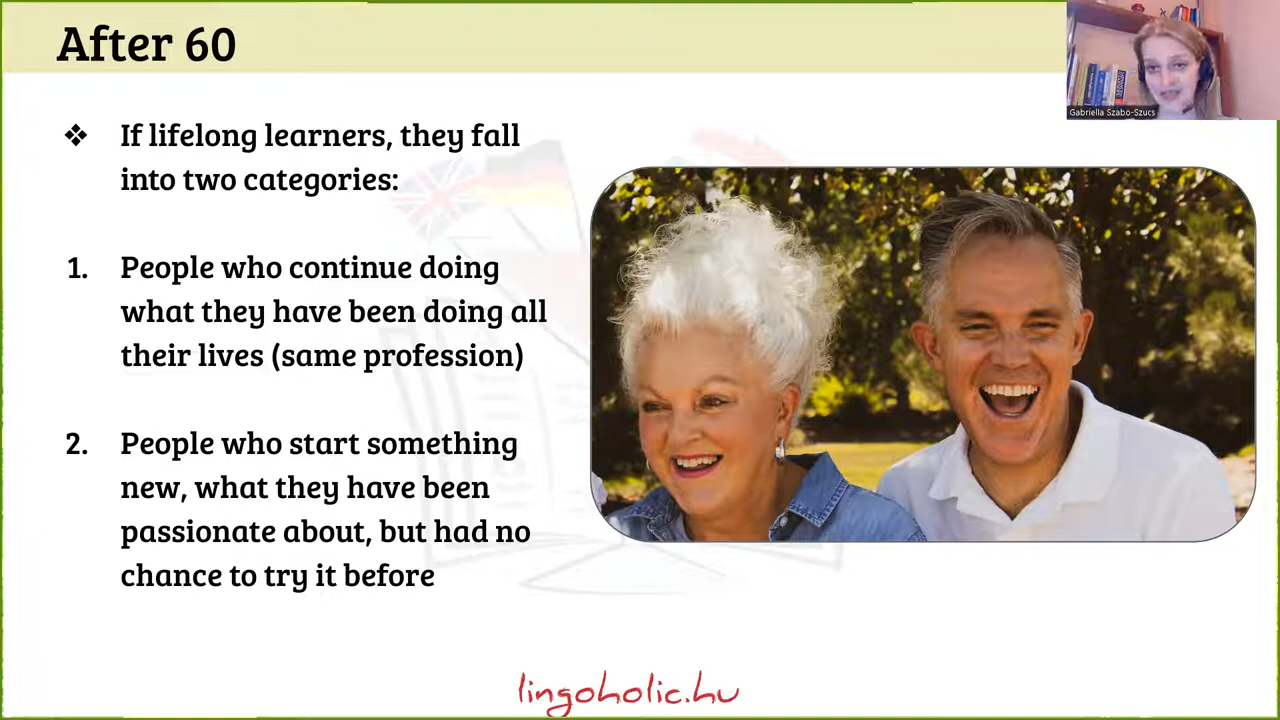 After 60
Gabriella Szabo-Szucs
❖ If lifelong learners, they fall
into two categories:
1. People who continue doing
what they have been doing all
their lives (same profession)
2. People who start something
new, what they have been
passionate about, but had no
chance to try it before
lingoholic.hu